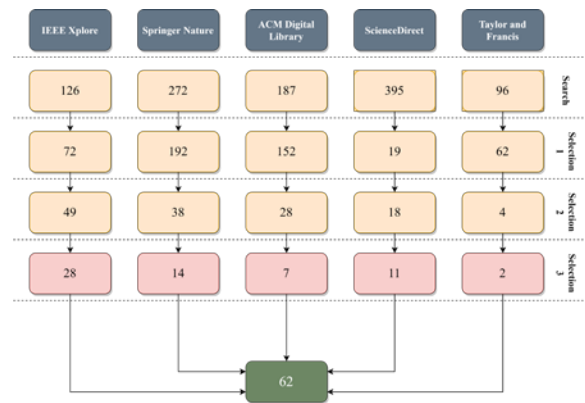 IEEE Xplore
Springer Nature
ACM Digital
Library
ScienceDirect
Taylor and
Francis
126
272
187
395
96
Search
72
192
152
19
62
Selection
1
49
38
28
18
4
Selection
2
28
14
7
11
2
Selection
3
62